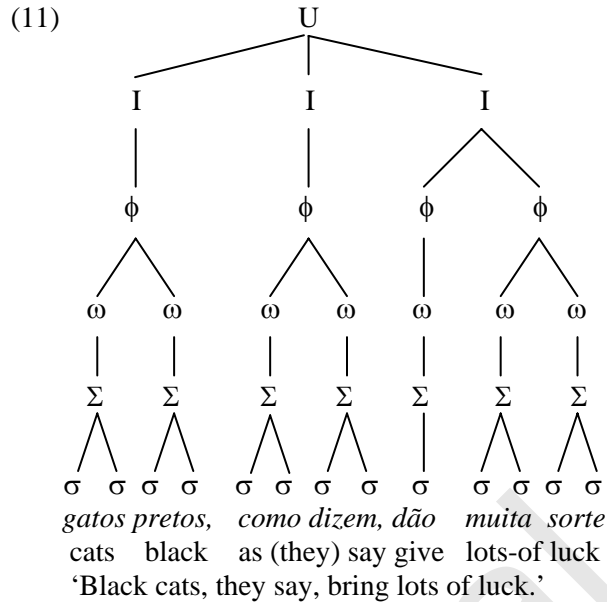 (11) U
I I I
ϕ ϕ ϕ ϕ
ω ω ω ω ω ω ω
Σ Σ Σ Σ Σ Σ Σ
σ σ σ σ σ σ σ σ σ σ σ σ σ
gatos pretos, como dizem, dão muita sorte
cats black as (they) say give lots-of luck
‘Black cats, they say, bring lots of luck.’